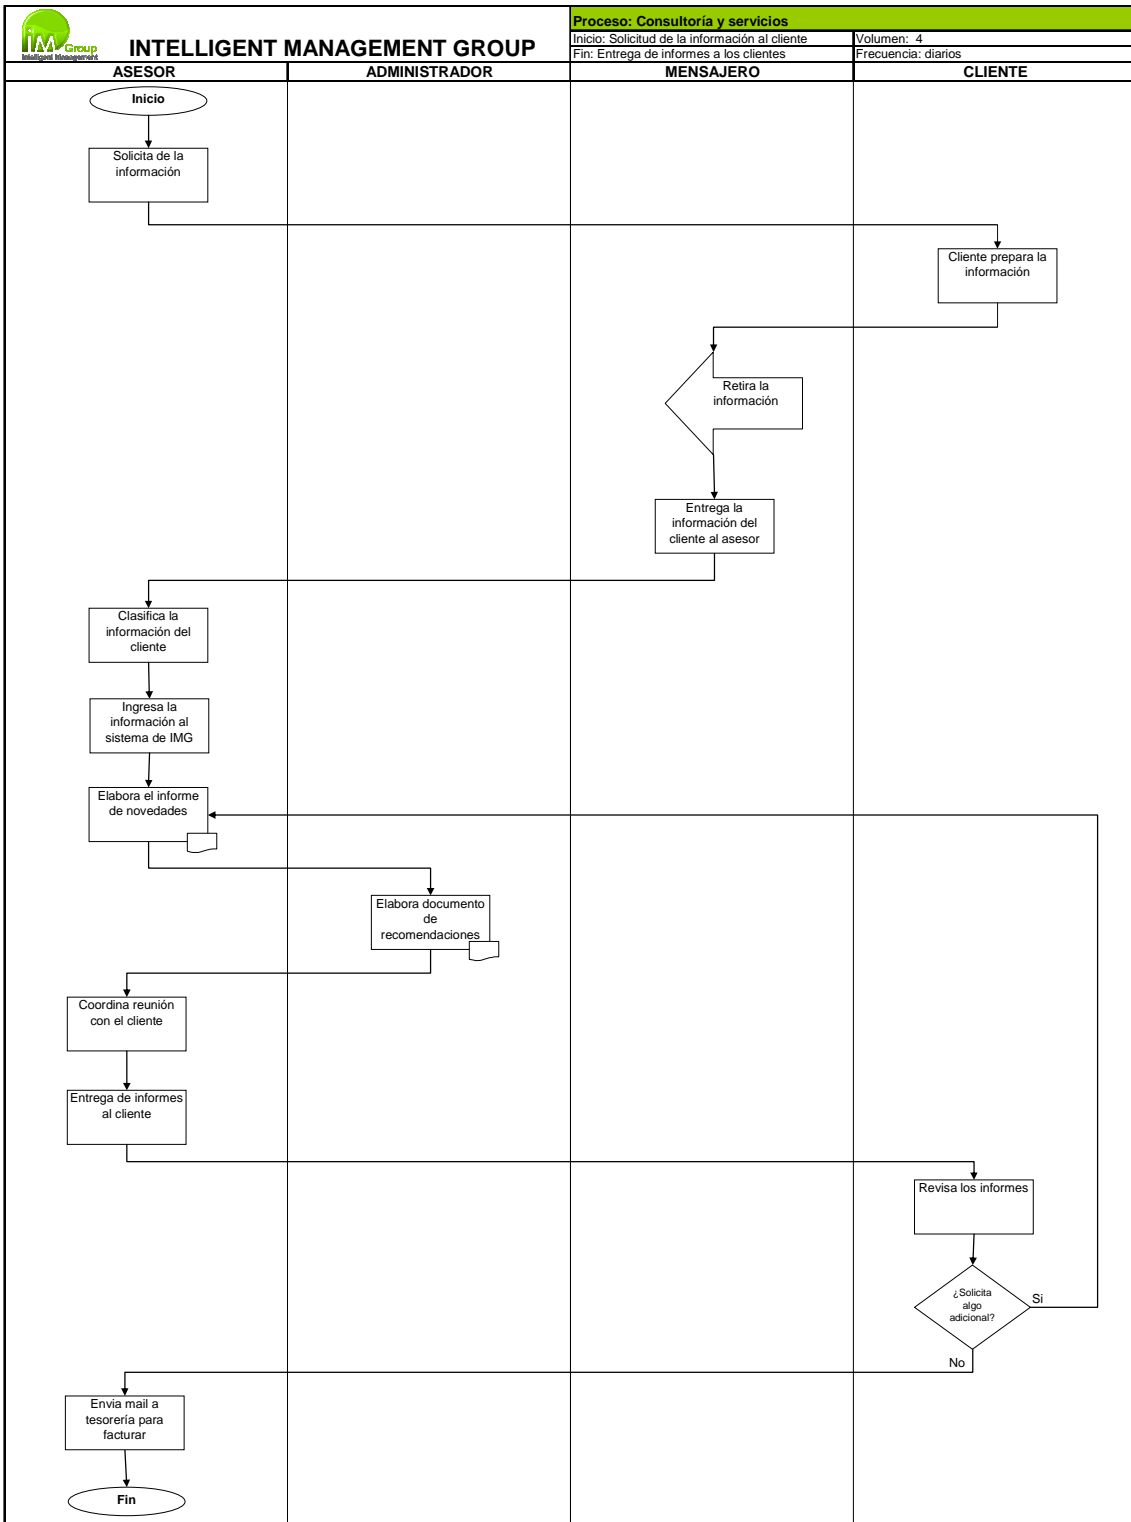 IM Group
Intelligent Management
INTELLIGENT MANAGEMENT GROUP
Proceso: Consultoría y servicios
Inicio: Solicitud de la información al cliente
Volumen: 4
Fin: Entrega de informes a los clientes
Frecuencia: diarios
ASESOR
ADMINISTRADOR
MENSAJERO
CLIENTE
Inicio
Solicita de la
información
Cliente prepara la
información
Retira la
información
Entrega la
información del
cliente al asesor
Clasifica la
información del
cliente
Ingresa la
información al
sistema de IMG
Elabora el informe
de novedades
Elabora documento
de
recomendaciones
Coordina reunión
con el cliente
Entrega de informes
al cliente
Revisa los informes
¿Solicita
algo
adicional?
Si
No
Envia mail a
tesorería para
facturar
Fin